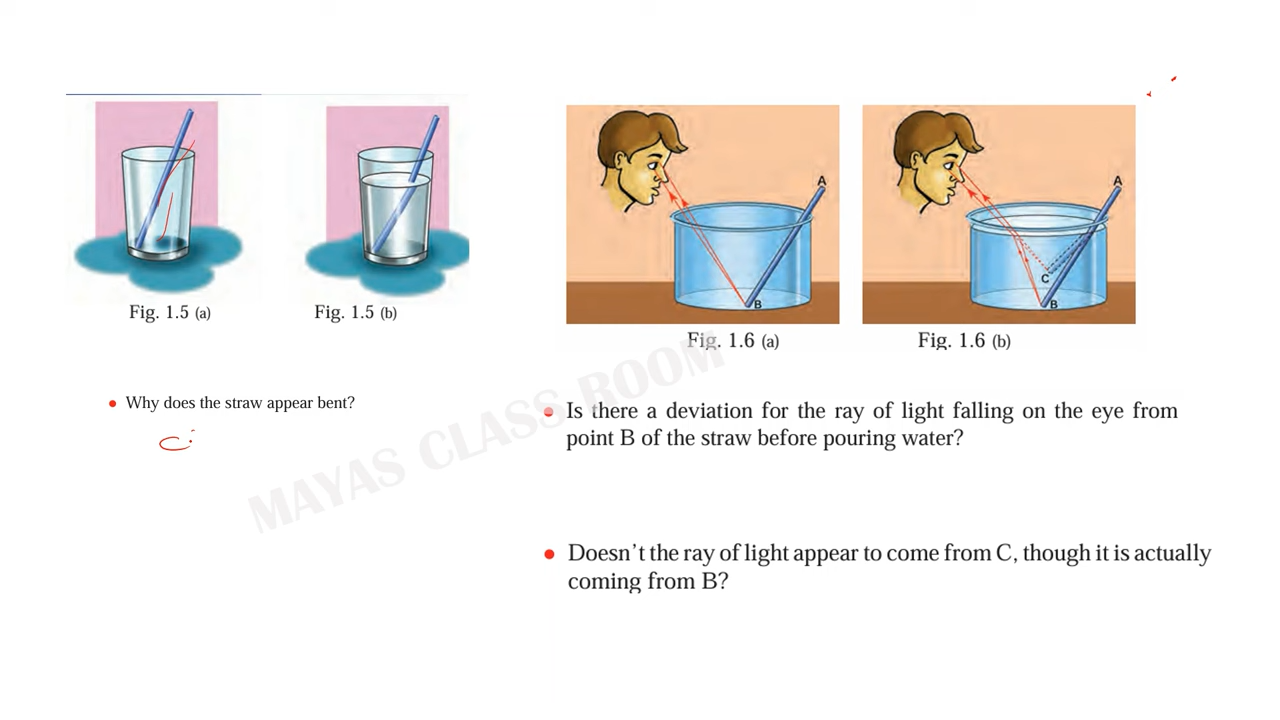 Fig. 1.5 (a)
Fig. 1.5 (b)
• Why does the straw appear bent?
A
B
Fig. 1.6 (a)
A
C
B
Fig. 1.6 (b)
• Is there a deviation for the ray of light falling on the eye from
point B of the straw before pouring water?
• Doesn't the ray of light appear to come from C, though it is actually
coming from B?
MAYAS CLASS ROOM